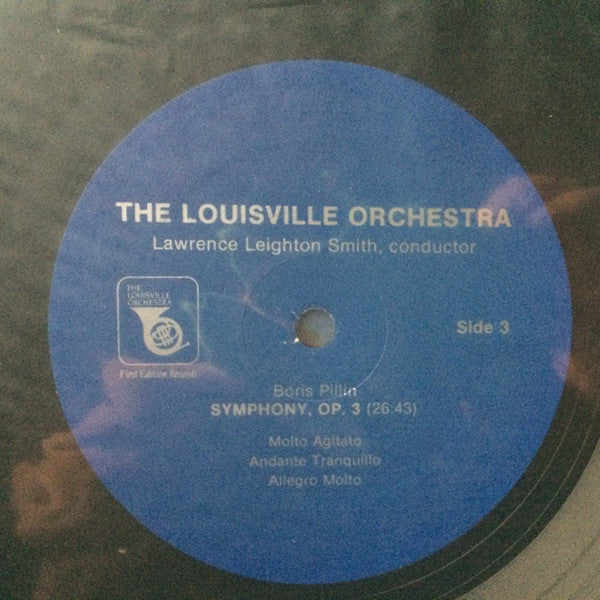 THE LOUISVILLE ORCHESTRA
Lawrence Leighton Smith, conductor
THE
LOUISVILLE
ORCHESTRA
First Edition Records
Side 3
Boris Pillin
SYMPHONY, OP. 3 (26:43)
Molto Agitato
Andante Tranquillo
Allegro Molto